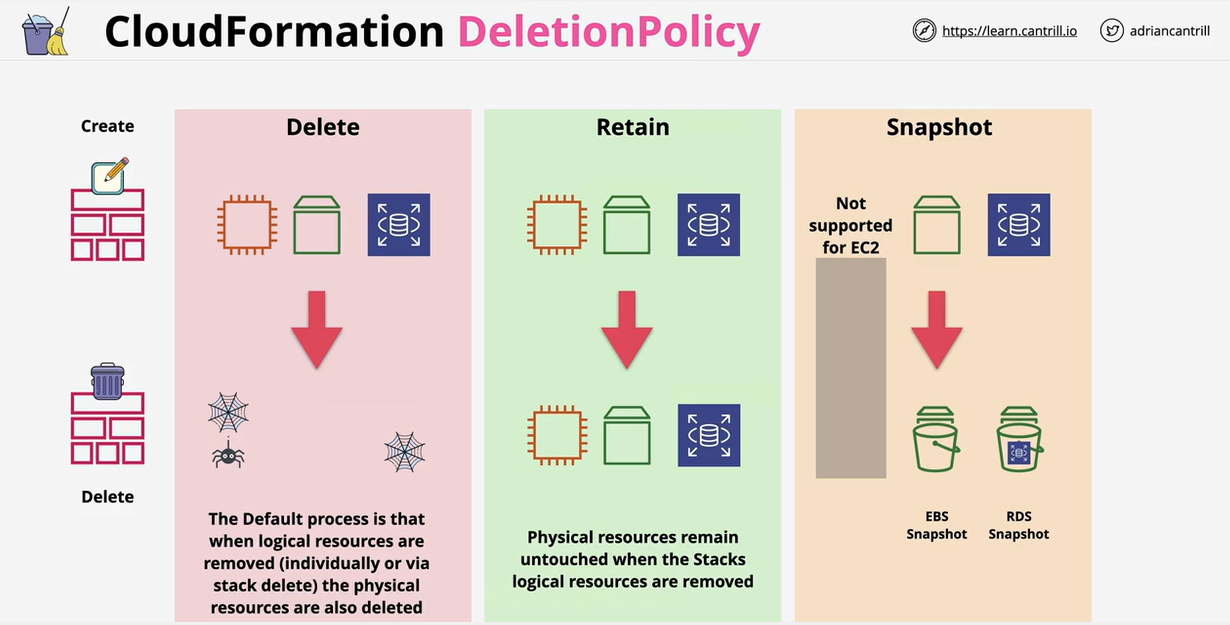 CloudFormation DeletionPolicy
https://learn.cantrill.io
adriancantrill
Create
Delete
Delete
The Default process is that
when logical resources are
removed (individually or via
stack delete) the physical
resources are also deleted
Retain
Physical resources remain
untouched when the Stacks
logical resources are removed
Snapshot
Not
supported
for EC2
EBS
Snapshot
RDS
Snapshot